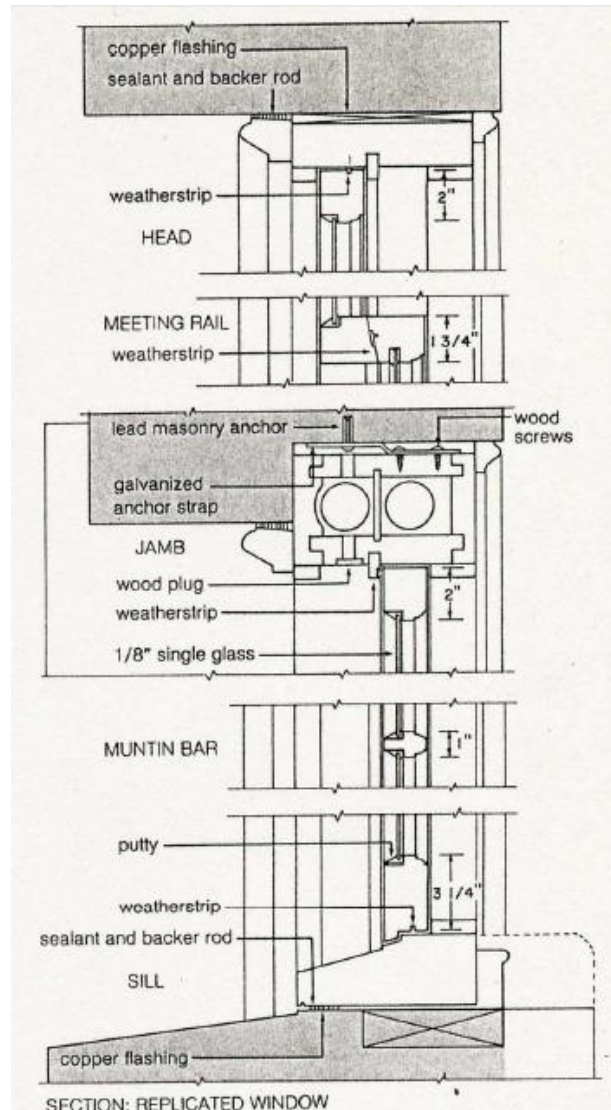 copper flashing
sealant and backer rod
weatherstrip
2"
HEAD
MEETING RAIL
1 3/4"
weatherstrip
lead masonry anchor
wood
screws
galvanized
anchor strap
JAMB
wood plug
2"
weatherstrip
1/8" single glass
MUNTIN BAR
1"
putty
3 1/4"
weatherstrip
sealant and backer rod
SILL
copper flashing
SECTION: REPLICATED WINDOW